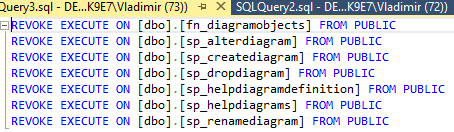 Query3.sql - DE...K9E7\Vladimir (73))
SQLQuery2.sql - DE...K9E7\Vladimir (72))
REVOKE EXECUTE ON [dbo].[fn_diagramobjects] FROM PUBLIC
REVOKE EXECUTE ON [dbo].[sp_alterdiagram] FROM PUBLIC
REVOKE EXECUTE ON [dbo].[sp_creatediagram] FROM PUBLIC
REVOKE EXECUTE ON [dbo].[sp_dropdiagram] FROM PUBLIC
REVOKE EXECUTE ON [dbo].[sp_helpdiagramdefinition] FROM PUBLIC
REVOKE EXECUTE ON [dbo].[sp_helpdiagrams] FROM PUBLIC
REVOKE EXECUTE ON [dbo].[sp_renamediagram] FROM PUBLIC